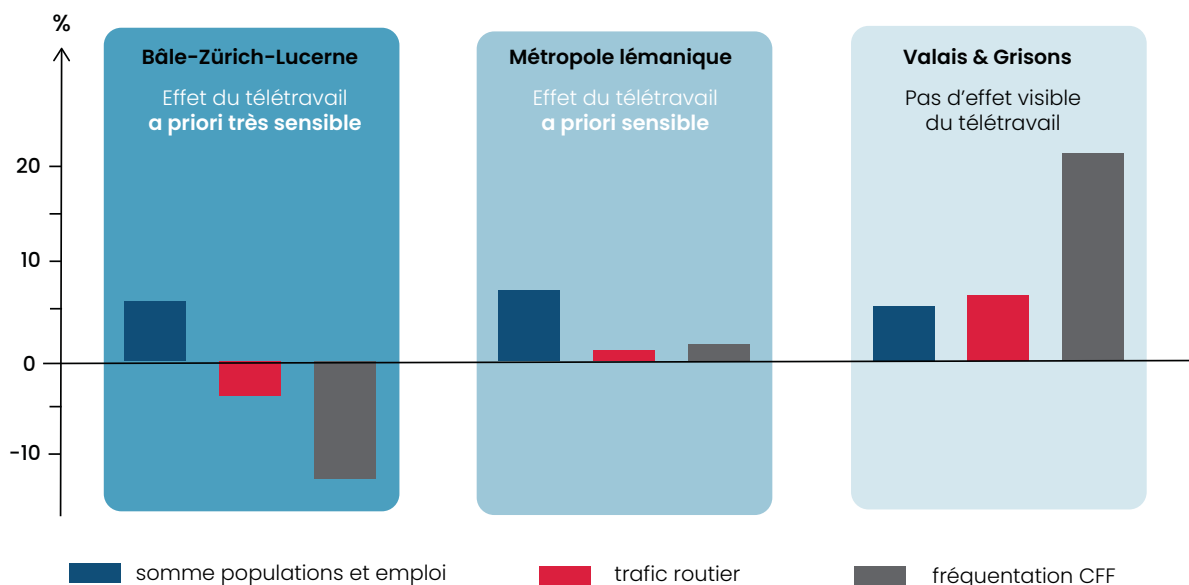 %
Bâle-Zürich-Lucerne
Effet du télétravail
a priori très sensible
Métropole lémanique
Effet du télétravail
a priori sensible
Valais & Grisons
Pas d’effet visible
du télétravail
20
10
0
-10
somme populations et emploi
trafic routier
fréquentation CFF